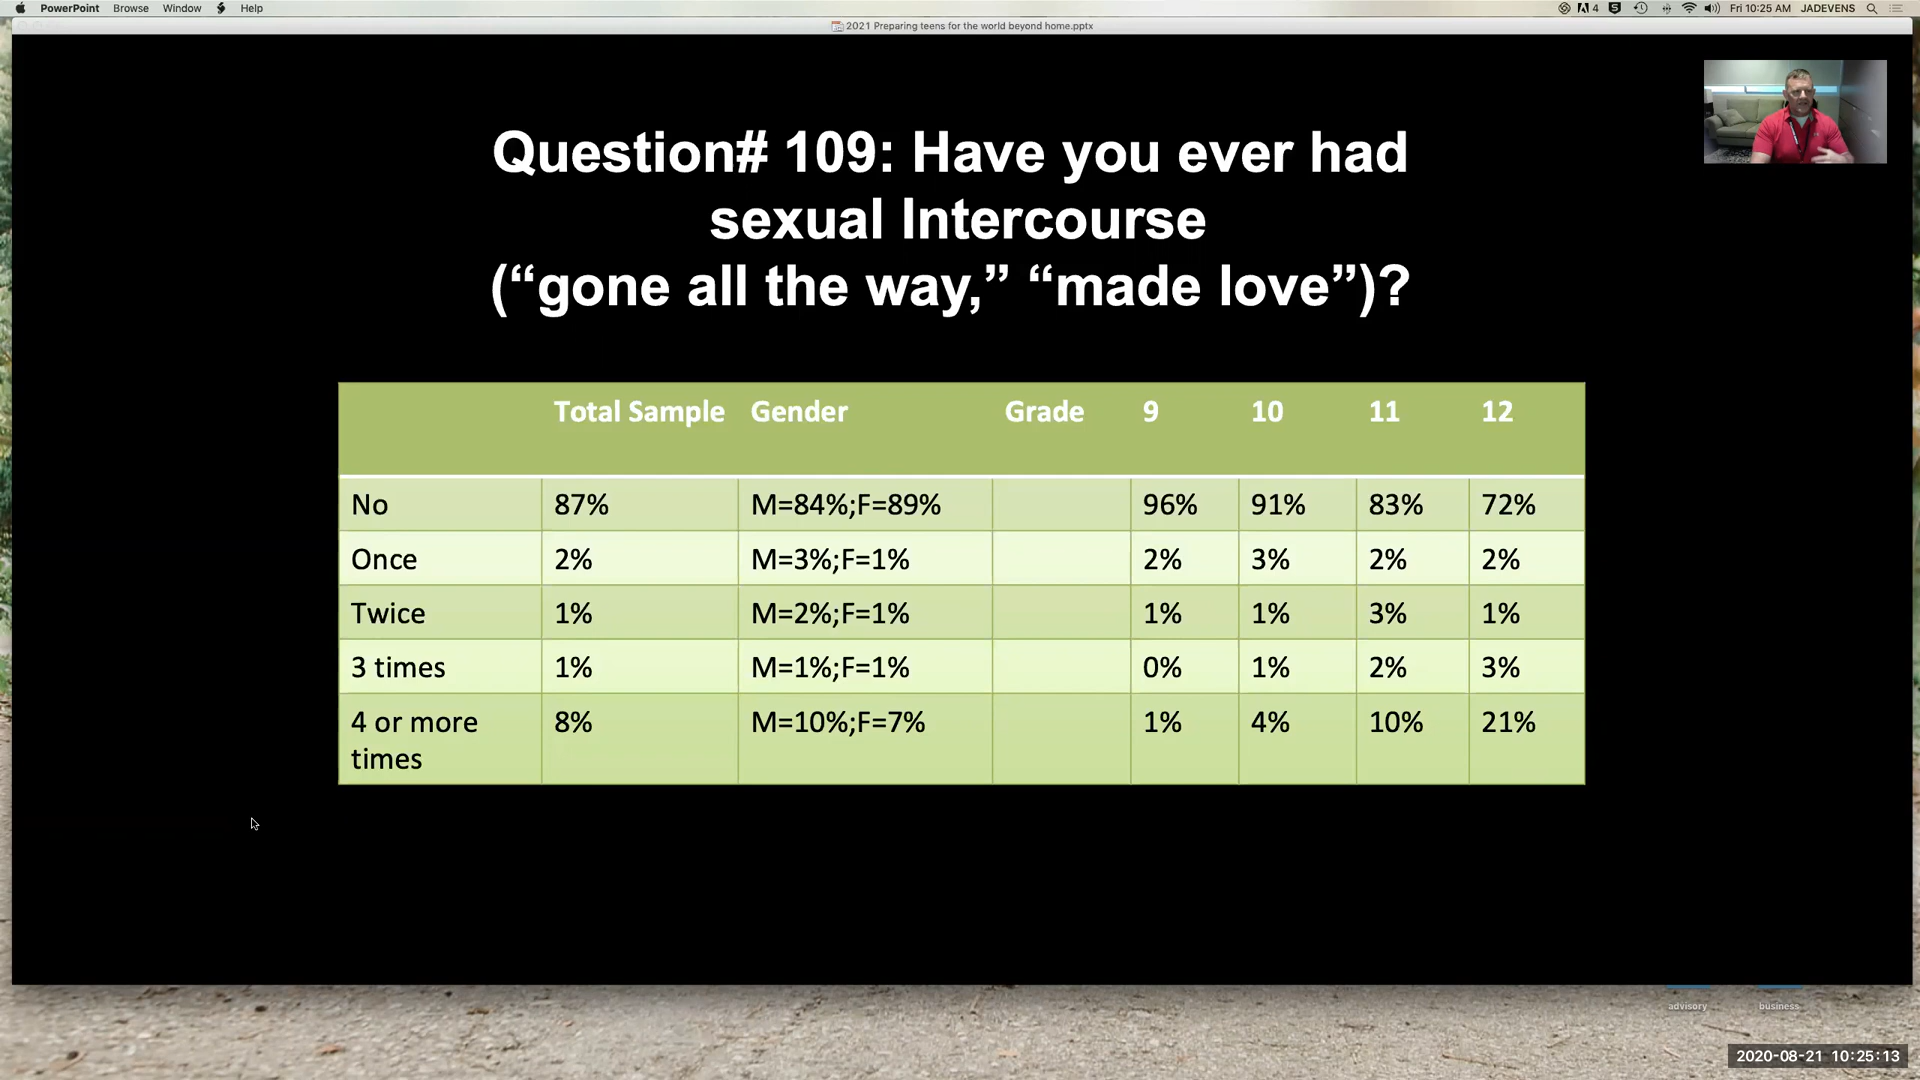 PowerPoint Browse Window Help
4 Fri 10:25 AM JADEVENS
2021 Preparing teens for the world beyond home.pptx
Question# 109: Have you ever had
sexual Intercourse
(“gone all the way,” “made love”)?
Total Sample Gender Grade 9 10 11 12
No 87% M=84%;F=89% 96% 91% 83% 72%
Once 2% M=3%;F=1% 2% 3% 2% 2%
Twice 1% M=2%;F=1% 1% 1% 3% 1%
3 times 1% M=1%;F=1% 0% 1% 2% 3%
4 or more 8% M=10%;F=7% 1% 4% 10% 21%
times
advisory business
2020-08-21 10:25:13